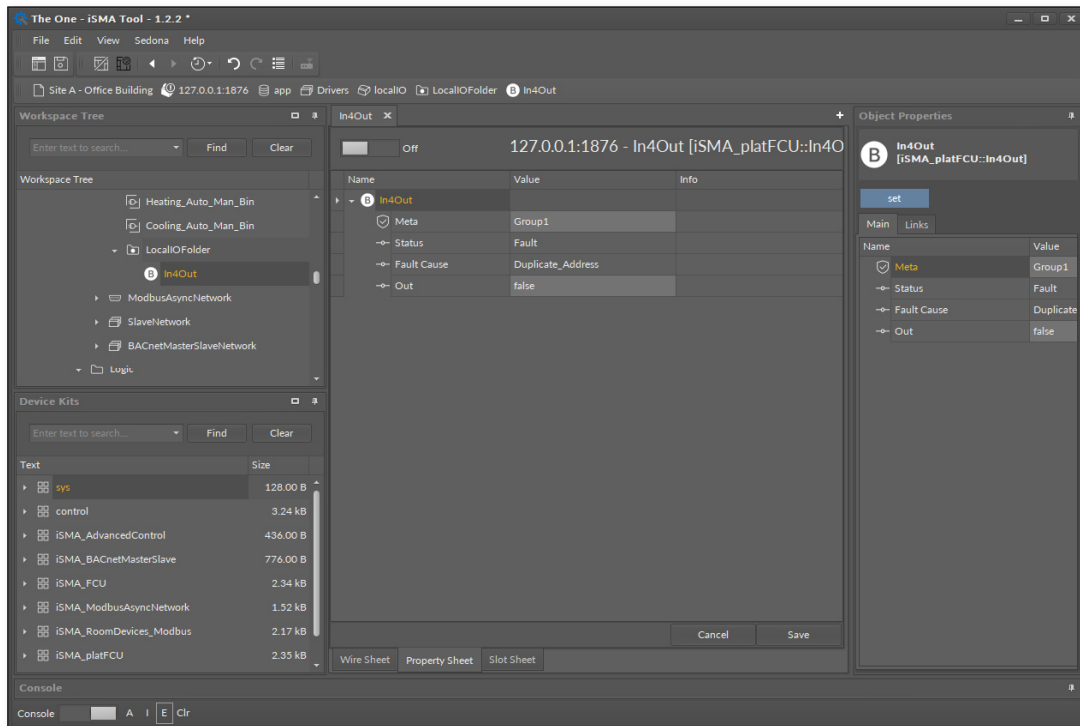 The One - iSMA Tool - 1.2.2 *
File Edit View Sedona Help
Site A - Office Building 127.0.0.1:1876 app Drivers localIO LocalIOFolder B In4Out
Workspace Tree
Enter text to search... Find Clear
Workspace Tree
Heating_Auto_Man_Bin
Cooling_Auto_Man_Bin
LocalIOFolder
B In4Out
ModbusAsyncNetwork
SlaveNetwork
BACnetMasterSlaveNetwork
Logic
Device Kits
Enter text to search... Find Clear
Text Size
sys 128.00 B
control 3.24 kB
iSMA_AdvancedControl 436.00 B
iSMA_BACnetMasterSlave 776.00 B
iSMA_FCU 2.34 kB
iSMA_ModbusAsyncNetwork 1.52 kB
iSMA_RoomDevices_Modbus 2.17 kB
iSMA_platFCU 2.35 kB
In4Out
Off 127.0.0.1:1876 - In4Out [iSMA_platFCU::In4O
Name Value Info
B In4Out
Meta Group1
Status Fault
Fault Cause Duplicate_Address
Out false
Cancel Save
Wire Sheet Property Sheet Slot Sheet
Object Properties
B In4Out
[iSMA_platFCU::In4Out]
set
Main Links
Name Value
Meta Group1
Status Fault
Fault Cause Duplicate
Out false
Console
Console A I E Clr